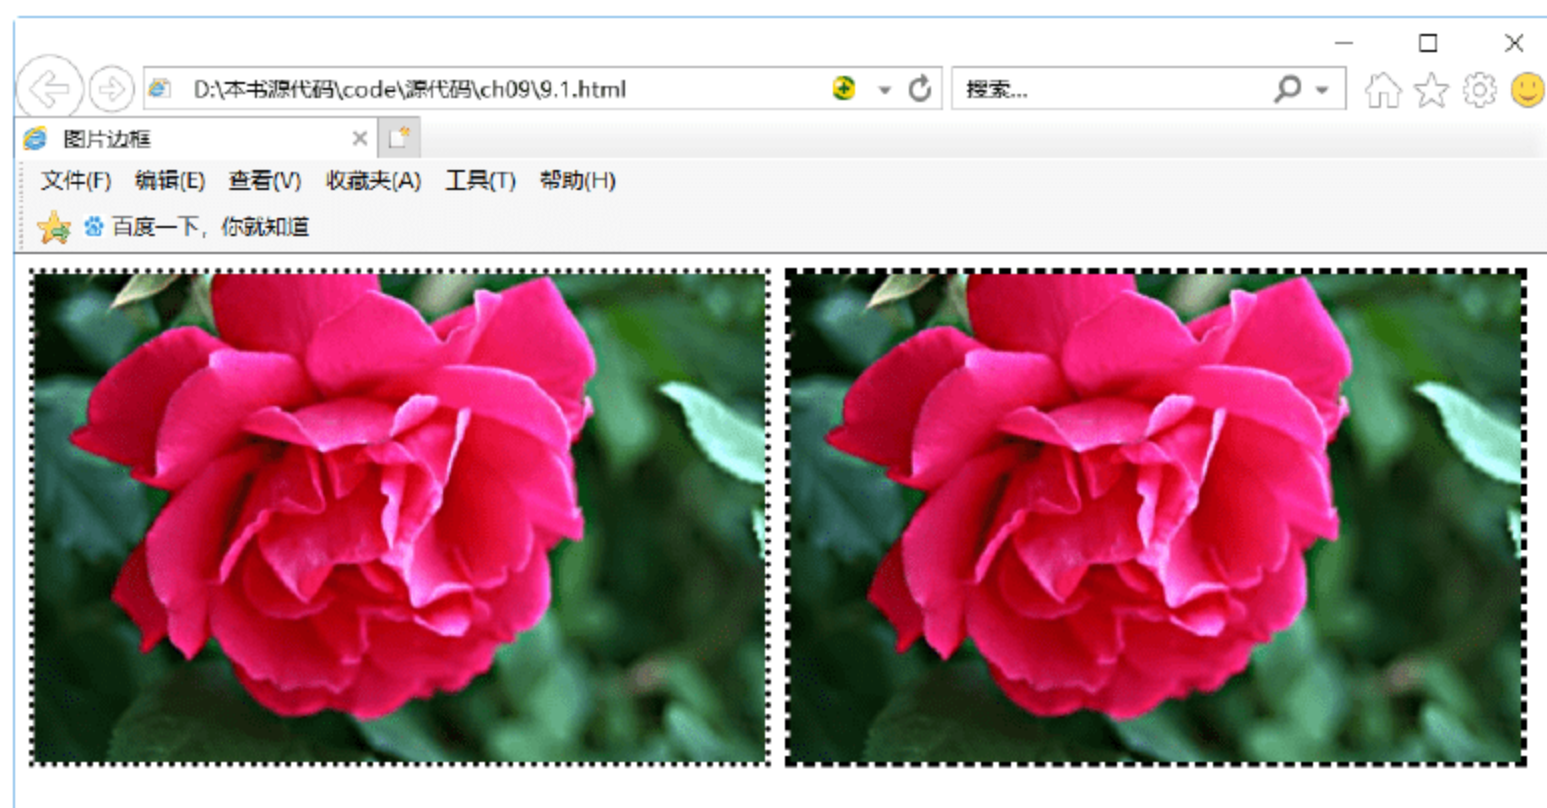 D:\本书源代码\code\源代码\ch09\9.1.html
搜索...
图片边框
文件(F) 编辑(E) 查看(V) 收藏夹(A) 工具(T) 帮助(H)
百度一下，你就知道